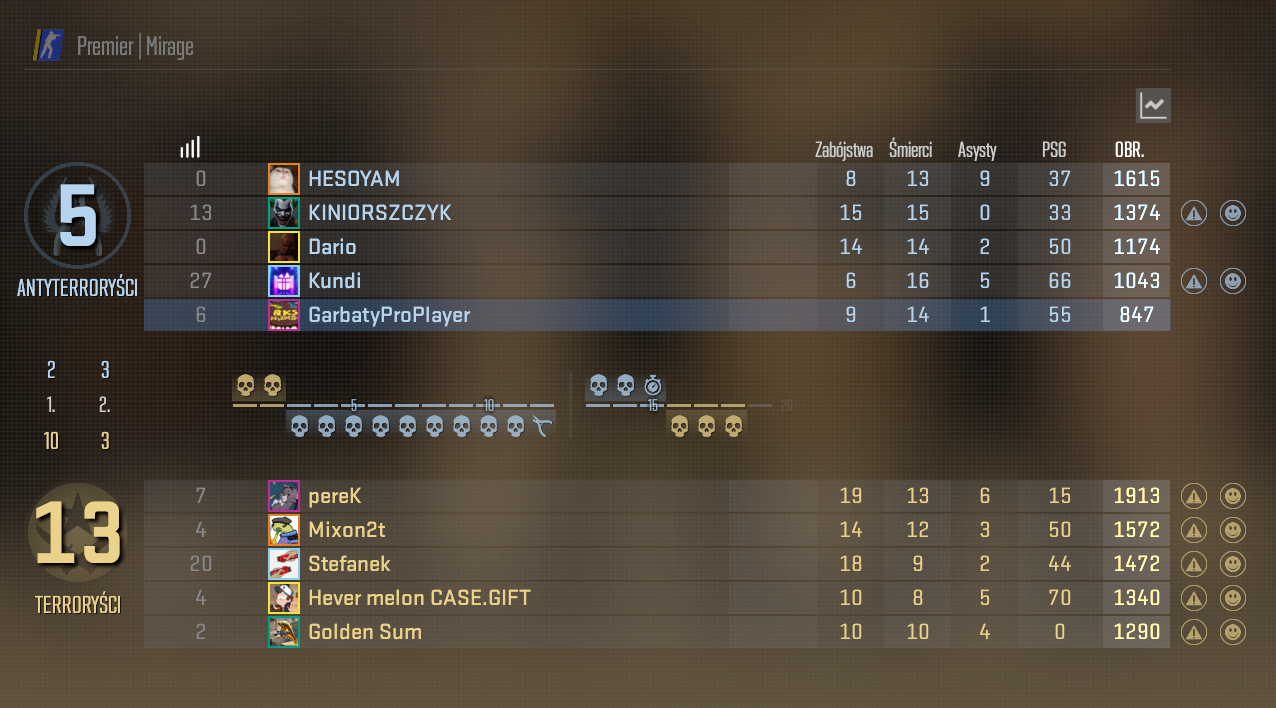 Premier | Mirage
Zabójstwa Śmierci Asysty PSG OBR.
5
ANTYTERRORYŚCI
0 HESOYAM 8 13 9 37 1615
13 KINIORSZCZYK 15 15 0 33 1374
0 Dario 14 14 2 50 1174
27 Kundi 6 16 5 66 1043
6 GarbatyProPlayer 9 14 1 55 847
2 3
1. 2.
10 3
5 10 15 20
13
TERRORYŚCI
7 pereK 19 13 6 15 1913
4 Mixon2t 14 12 3 50 1572
20 Stefanek 18 9 2 44 1472
4 Hever melon CASE.GIFT 10 8 5 70 1340
2 Golden Sum 10 10 4 0 1290